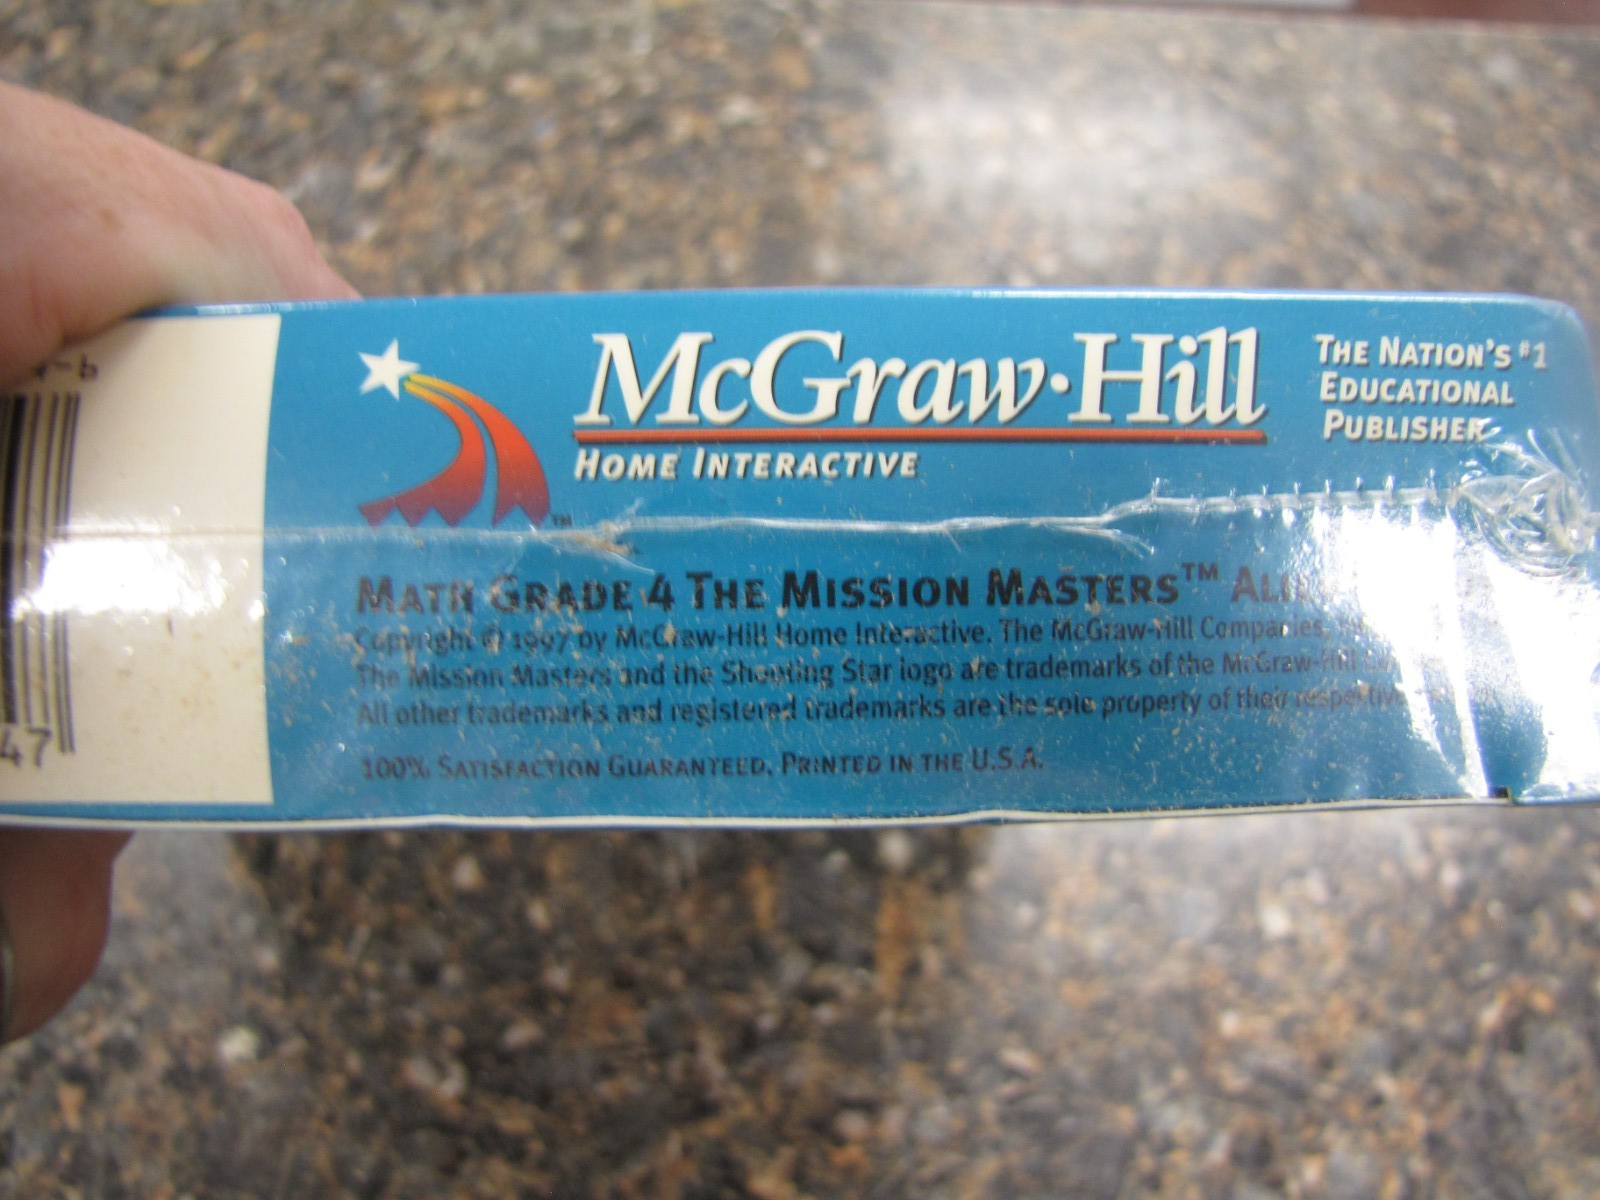 McGraw·Hill
HOME INTERACTIVE
THE NATION'S #1
EDUCATIONAL
PUBLISHER
TM
MATH GRADE 4 THE MISSION MASTERS™
Copyright © 1997 by McGraw-Hill Home Interactive. The McGraw-Hill Companies,
The Mission Masters and the Shooting Star logo are trademarks of the McGraw-Hill
All other trademarks and registered trademarks are the sole property of their respective
100% SATISFACTION GUARANTEED. PRINTED IN THE U.S.A.
47